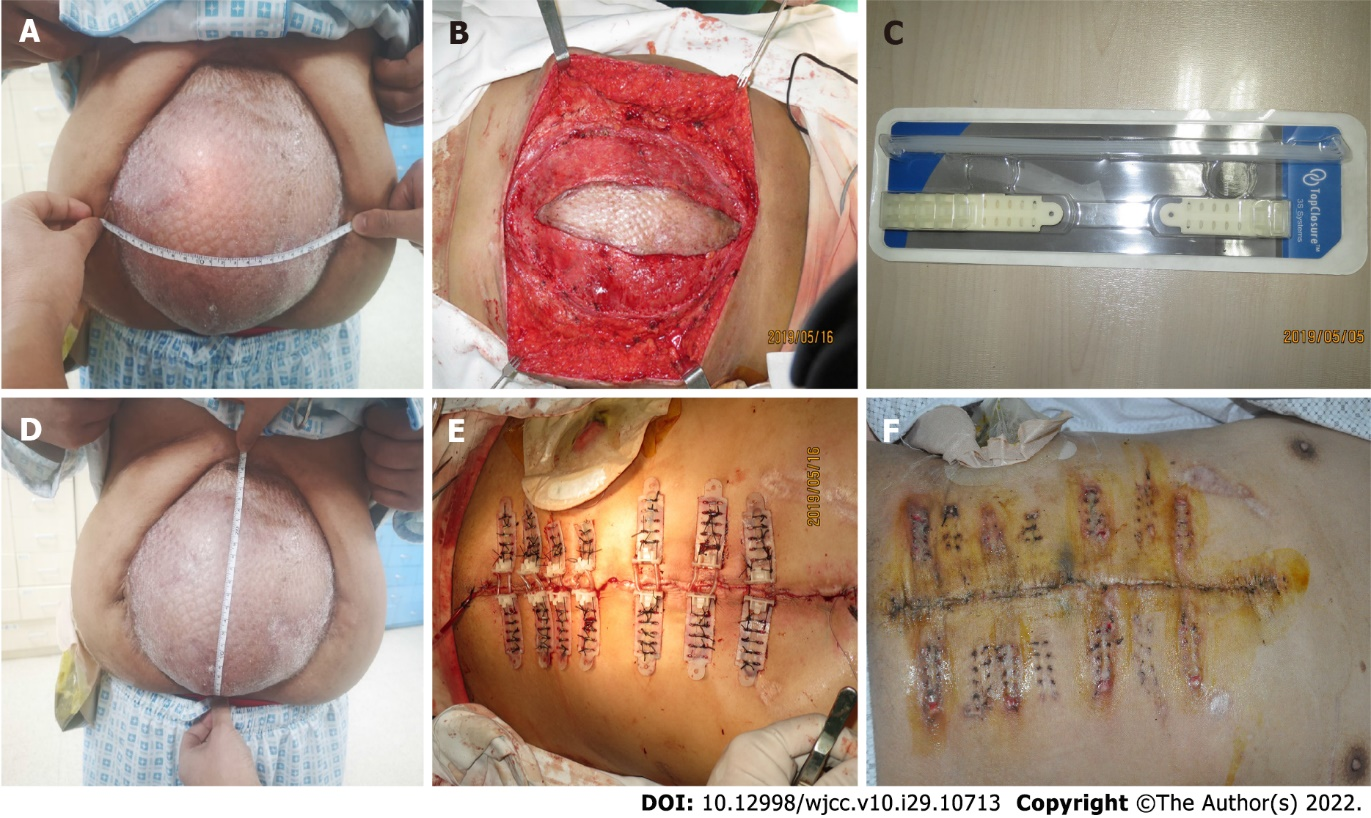 A
B
C
TopClosure™
3S Systems
2019/05/16
2019/05/05
D
E
F
2019/05/16
DOI: 10.12998/wjcc.v10.i29.10713 Copyright ©The Author(s) 2022.